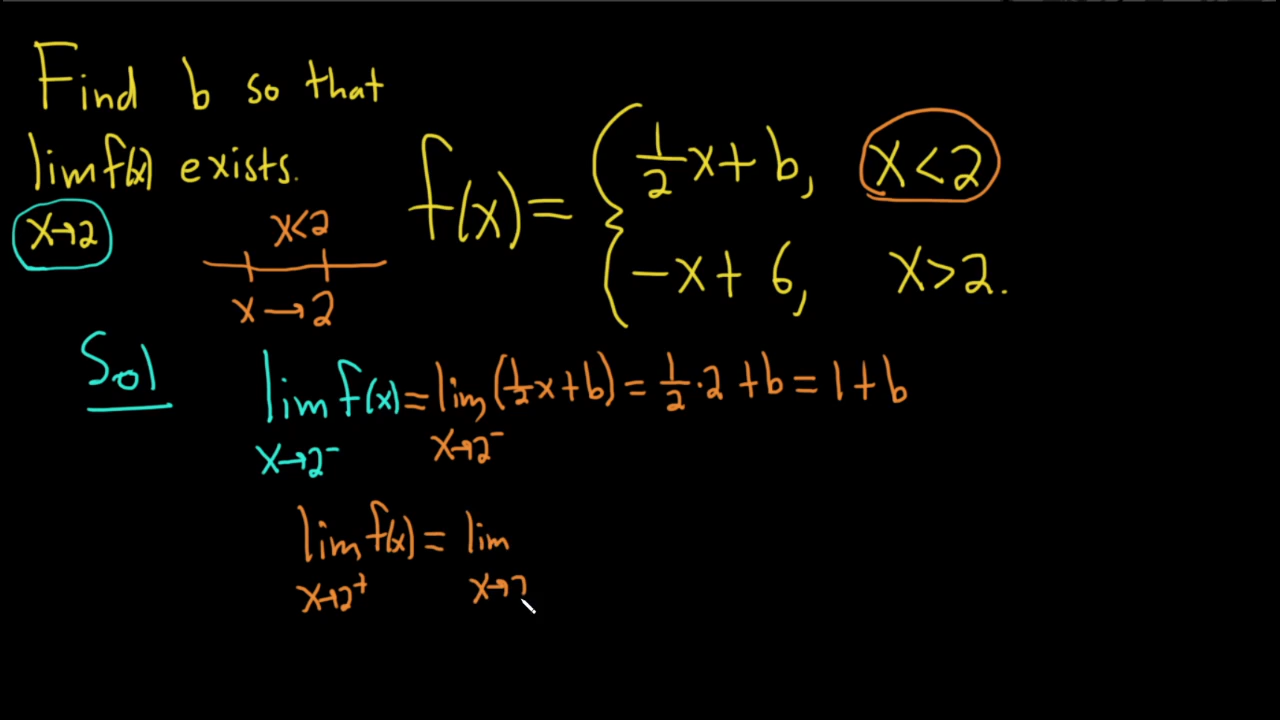 Find b so that
lim f(x) exists.
x→2
f(x) = { 1/2 x + b, x < 2
-x + 6, x > 2.
x<2
x → 2
Sol
lim f(x) = lim (1/2 x + b) = 1/2 · 2 + b = 1 + b
x→2⁻ x→2⁻
lim f(x) = lim
x→2⁺ x→2